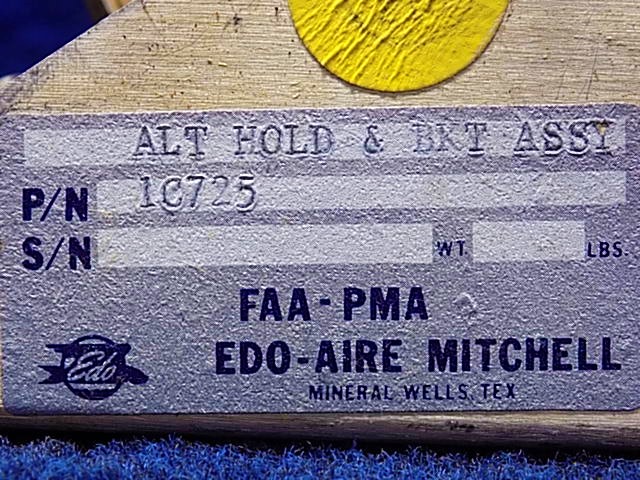 ALT HOLD & BKT ASSY
P/N 1C725
S/N WT. LBS.
FAA-PMA
Edo
EDO-AIRE MITCHELL
MINERAL WELLS, TEX